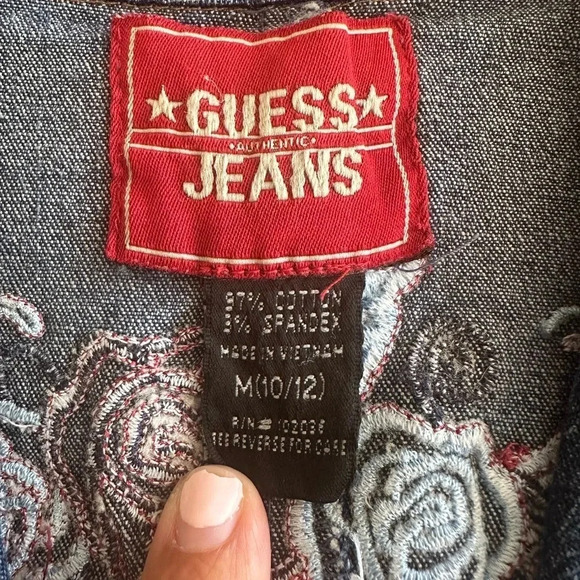 ★GUESS★
•AUTHENTIC•
JEANS
97% COTTON
3% SPANDEX
MADE IN VIETNAM
M(10/12)
SEE REVERSE FOR CARE